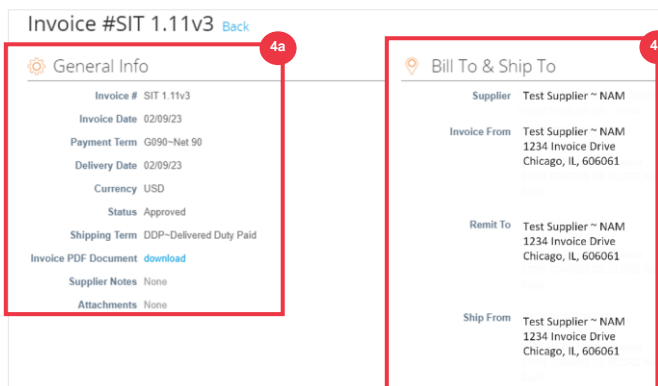 Invoice #SIT 1.11v3 Back
4a
General Info
Invoice # SIT 1.11v3
Invoice Date 02/09/23
Payment Term G090~Net 90
Delivery Date 02/09/23
Currency USD
Status Approved
Shipping Term DDP~Delivered Duty Paid
Invoice PDF Document download
Supplier Notes None
Attachments None
4
Bill To & Ship To
Supplier Test Supplier ~ NAM
Invoice From Test Supplier ~ NAM
1234 Invoice Drive
Chicago, IL, 606061
Remit To Test Supplier ~ NAM
1234 Invoice Drive
Chicago, IL, 606061
Ship From Test Supplier ~ NAM
1234 Invoice Drive
Chicago, IL, 606061